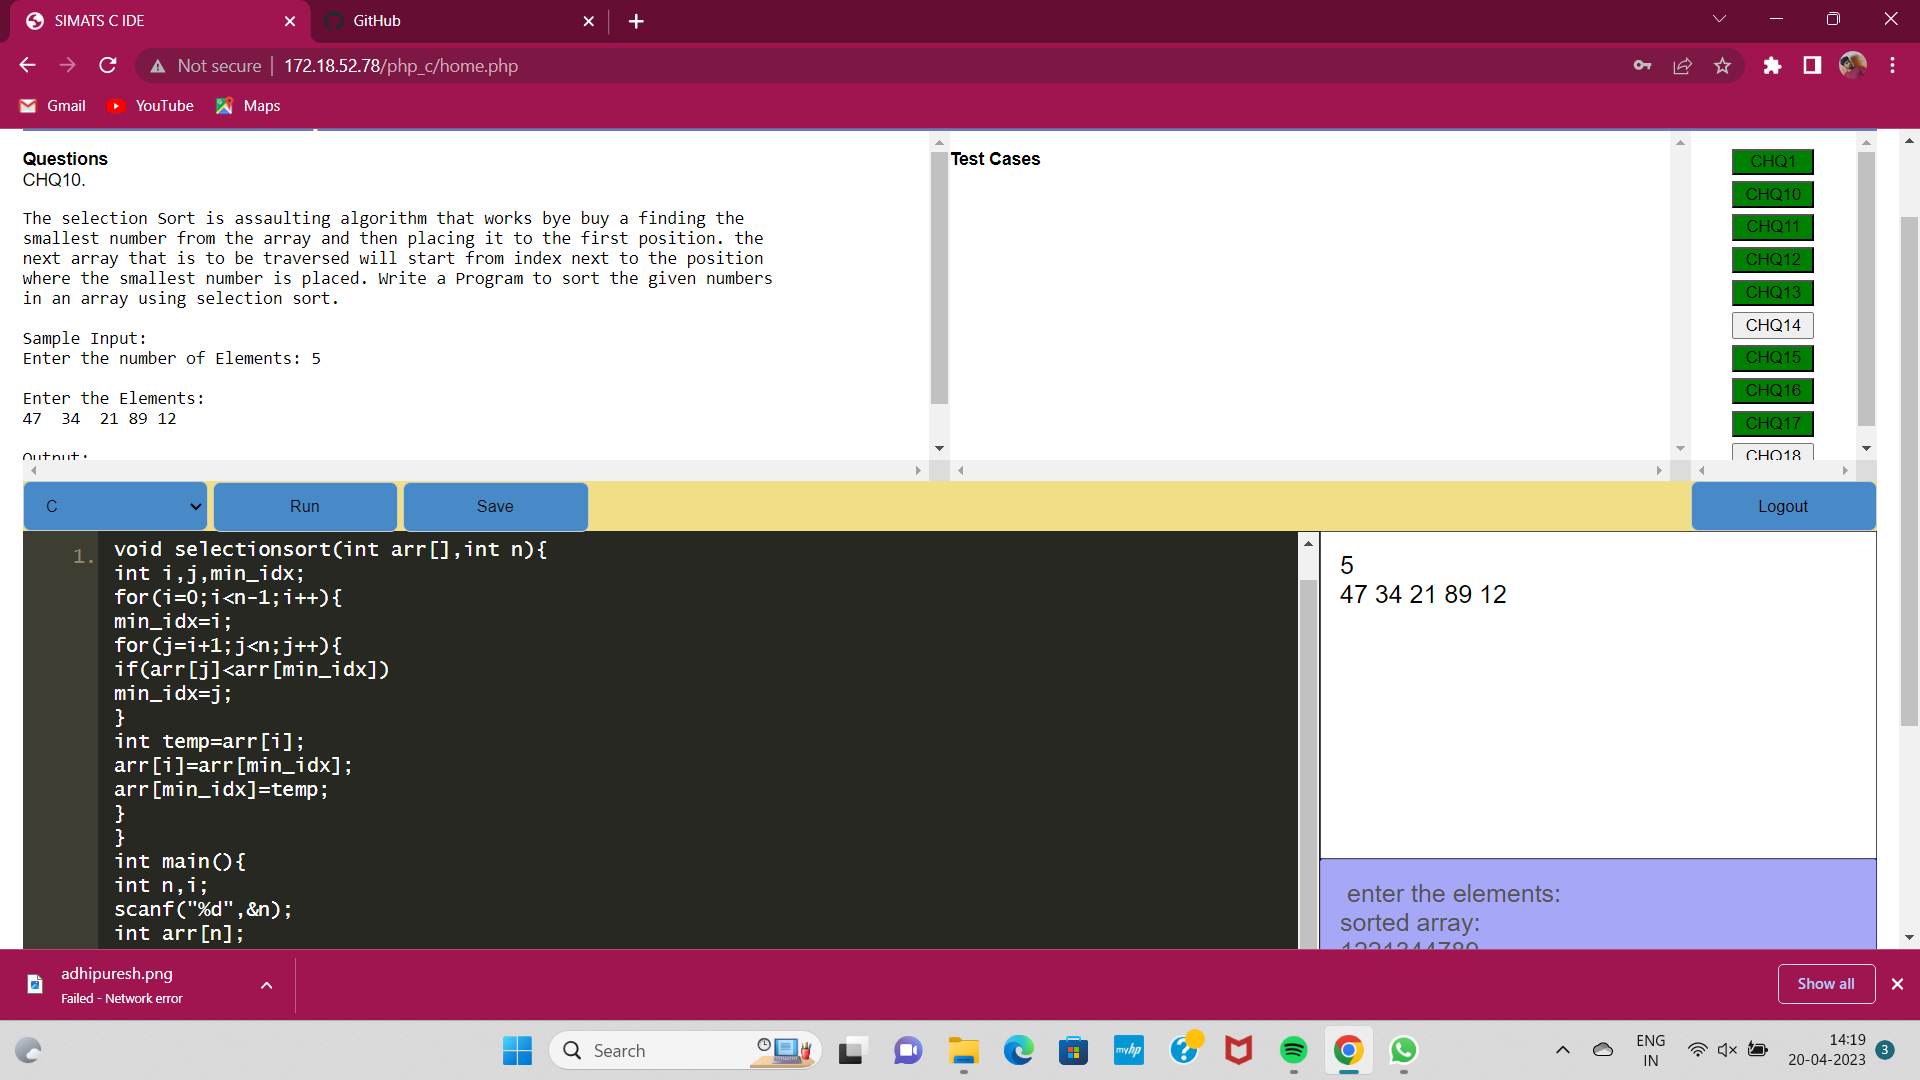 SIMATS C IDE
GitHub
Not secure
172.18.52.78/php_c/home.php
Gmail
YouTube
Maps
Questions
CHQ10.
The selection Sort is assaulting algorithm that works bye buy a finding the
smallest number from the array and then placing it to the first position. the
next array that is to be traversed will start from index next to the position
where the smallest number is placed. Write a Program to sort the given numbers
in an array using selection sort.
Sample Input:
Enter the number of Elements: 5
Enter the Elements:
47  34  21 89 12
Output:
Test Cases
CHQ1
CHQ10
CHQ11
CHQ12
CHQ13
CHQ14
CHQ15
CHQ16
CHQ17
CHQ18
C
Run
Save
Logout
1.
void selectionsort(int arr[],int n){
int i,j,min_idx;
for(i=0;i<n-1;i++){
min_idx=i;
for(j=i+1;j<n;j++){
if(arr[j]<arr[min_idx])
min_idx=j;
}
int temp=arr[i];
arr[i]=arr[min_idx];
arr[min_idx]=temp;
}
}
int main(){
int n,i;
scanf("%d",&n);
int arr[n];
5
47 34 21 89 12
enter the elements:
sorted array:
1221344789
adhipuresh.png
Failed - Network error
Show all
Search
myhp
ENG
IN
14:19
20-04-2023
3